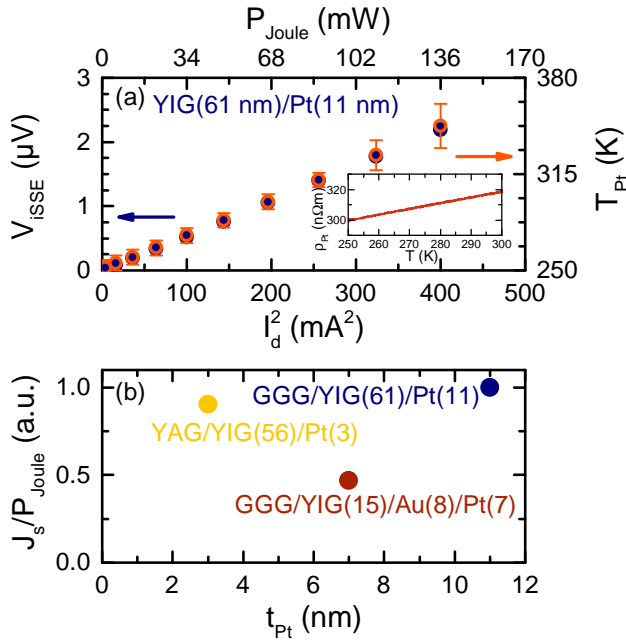 P_Joule (mW)
0 34 68 102 136 170
(a) YIG(61 nm)/Pt(11 nm)
V_iSSE (µV)
3
2
1
0
T_Pt (K)
380
315
250
ρ_Pt (nΩm)
320
310
300
250 260 270 280 290 300
T (K)
0 100 200 300 400 500
I_d^2 (mA^2)
(b)
GGG/YIG(61)/Pt(11)
YAG/YIG(56)/Pt(3)
GGG/YIG(15)/Au(8)/Pt(7)
J_s/P_Joule (a.u.)
1.0
0.5
0.0
0 2 4 6 8 10 12
t_Pt (nm)